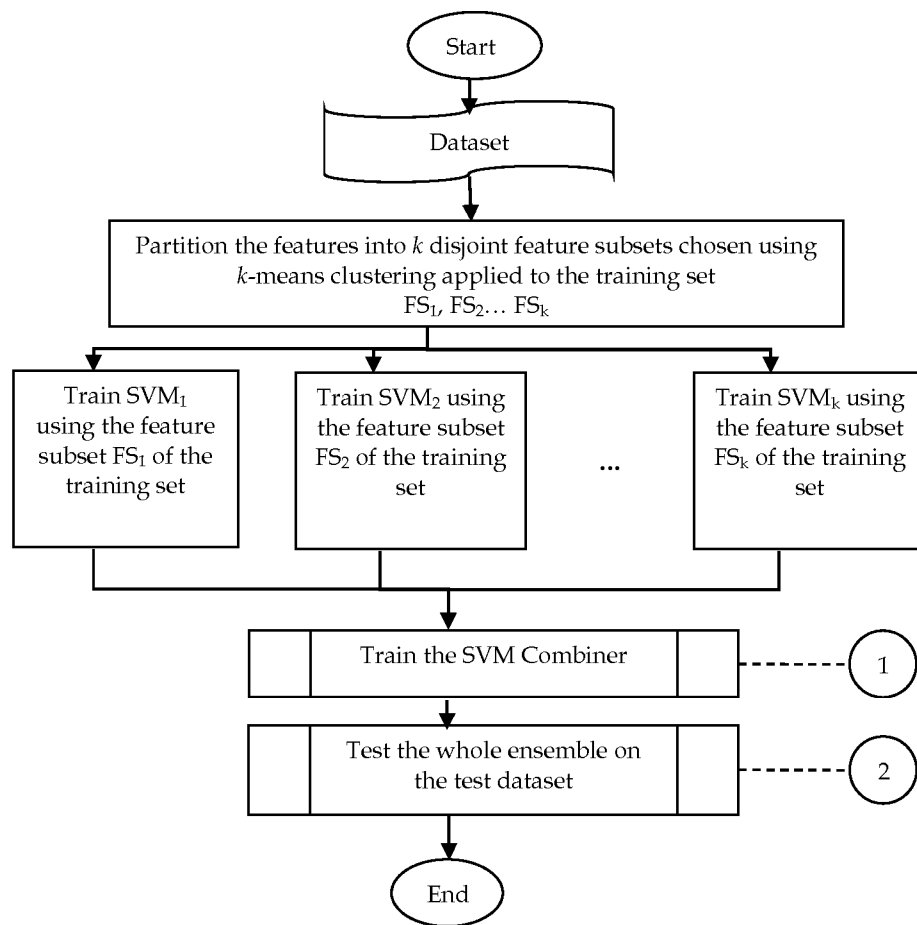 Start
Dataset
Partition the features into k disjoint feature subsets chosen using
k-means clustering applied to the training set
FS₁, FS₂… FSₖ
Train SVM₁
using the feature
subset FS₁ of the
training set
Train SVM₂ using
the feature subset
FS₂ of the training
set
...
Train SVMₖ using
the feature subset
FSₖ of the training
set
Train the SVM Combiner
1
Test the whole ensemble on
the test dataset
2
End